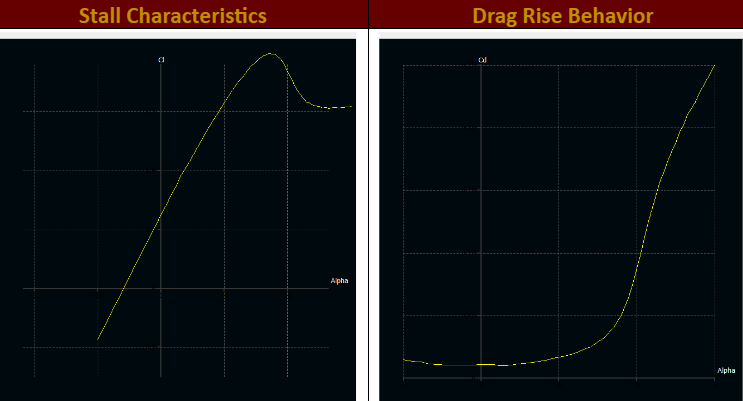 Stall Characteristics
Drag Rise Behavior
Cl
Cd
Alpha
Alpha